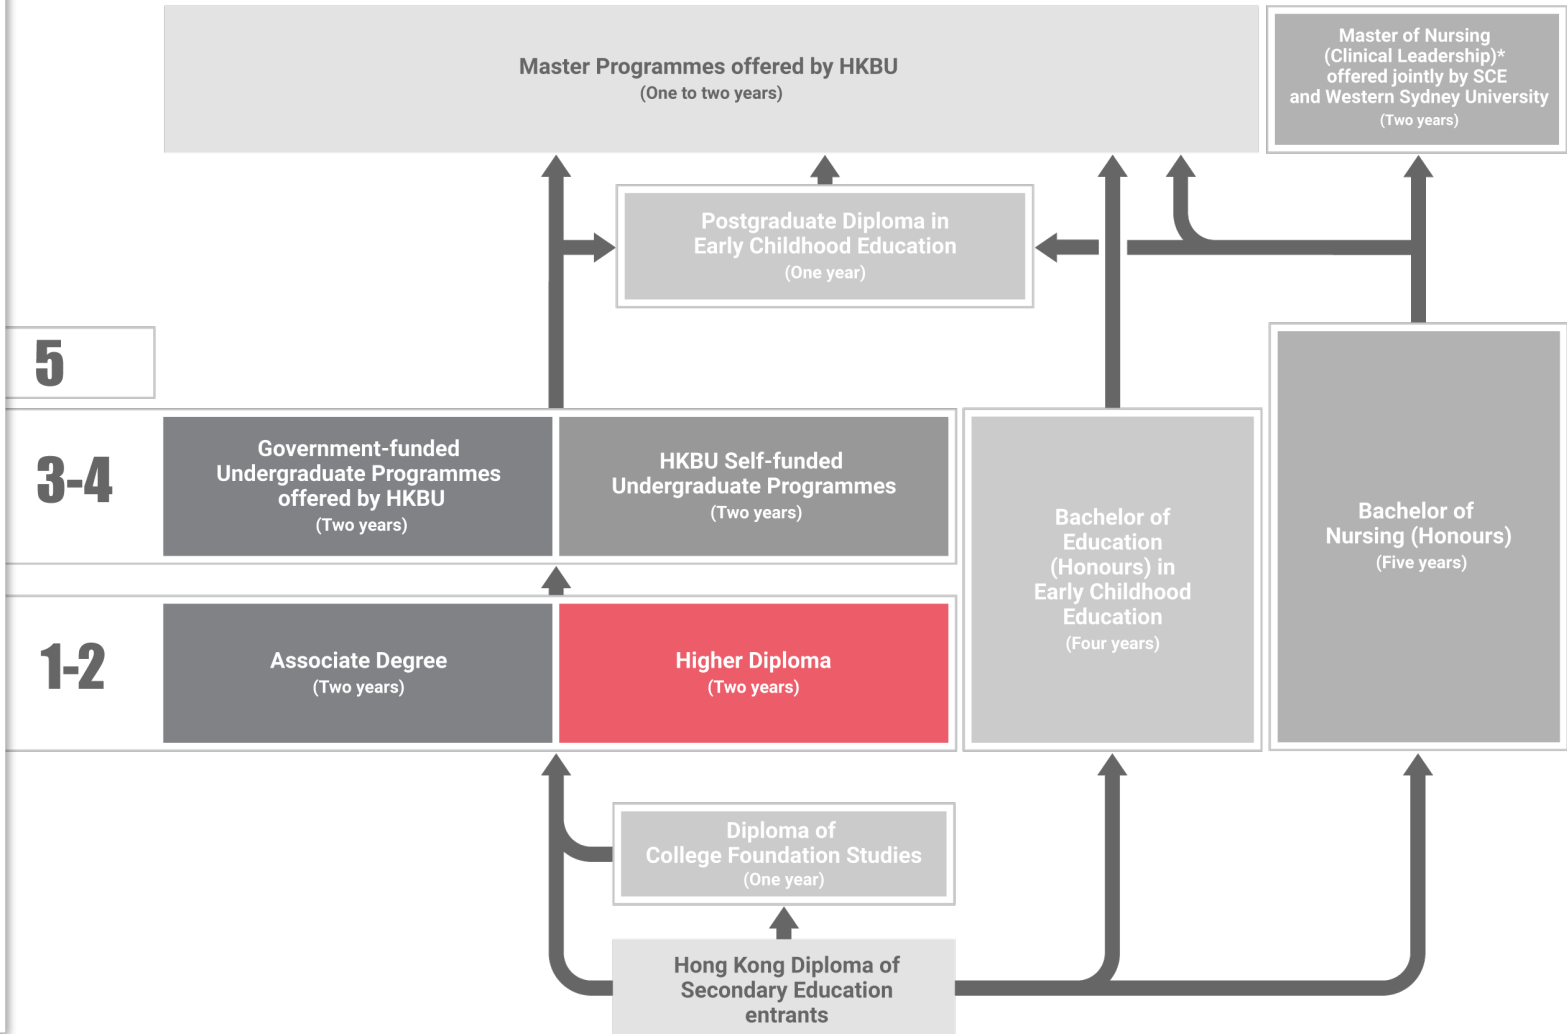 Master Programmes offered by HKBU
(One to two years)
Master of Nursing
(Clinical Leadership)*
offered jointly by SCE
and Western Sydney University
(Two years)
Postgraduate Diploma in
Early Childhood Education
(One year)
5
3-4
Government-funded
Undergraduate Programmes
offered by HKBU
(Two years)
HKBU Self-funded
Undergraduate Programmes
(Two years)
Bachelor of
Education
(Honours) in
Early Childhood
Education
(Four years)
Bachelor of
Nursing (Honours)
(Five years)
1-2
Associate Degree
(Two years)
Higher Diploma
(Two years)
Diploma of
College Foundation Studies
(One year)
Hong Kong Diploma of
Secondary Education
entrants